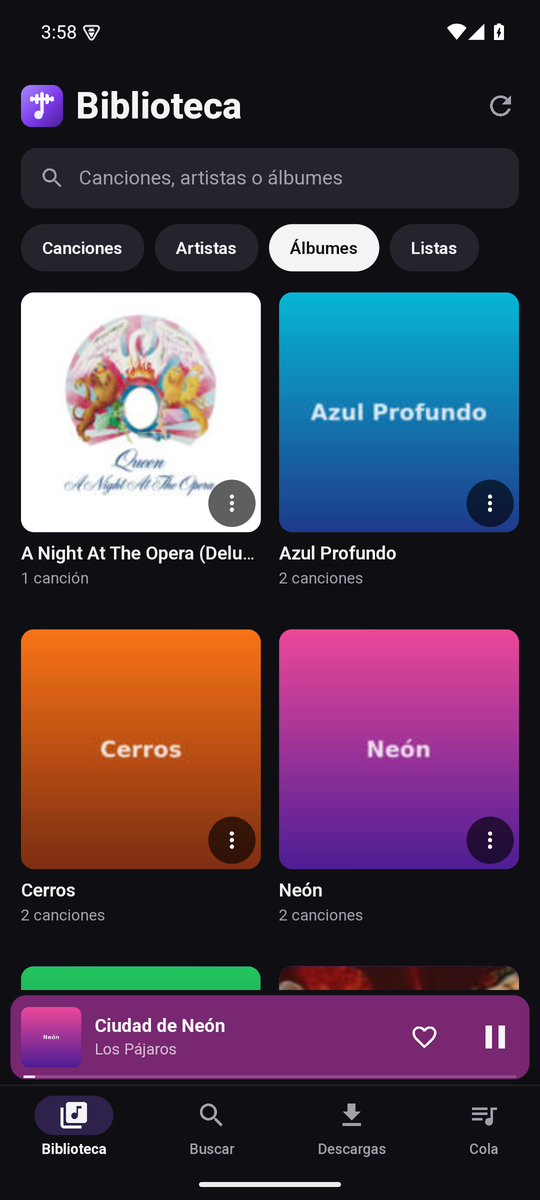 3:58
Biblioteca
Canciones, artistas o álbumes
Canciones
Artistas
Álbumes
Listas
Queen
A Night At The Opera
Azul Profundo
A Night At The Opera (Delu…
Azul Profundo
1 canción
2 canciones
Cerros
Neón
Cerros
Neón
2 canciones
2 canciones
Neón
Ciudad de Neón
Los Pájaros
Biblioteca
Buscar
Descargas
Cola